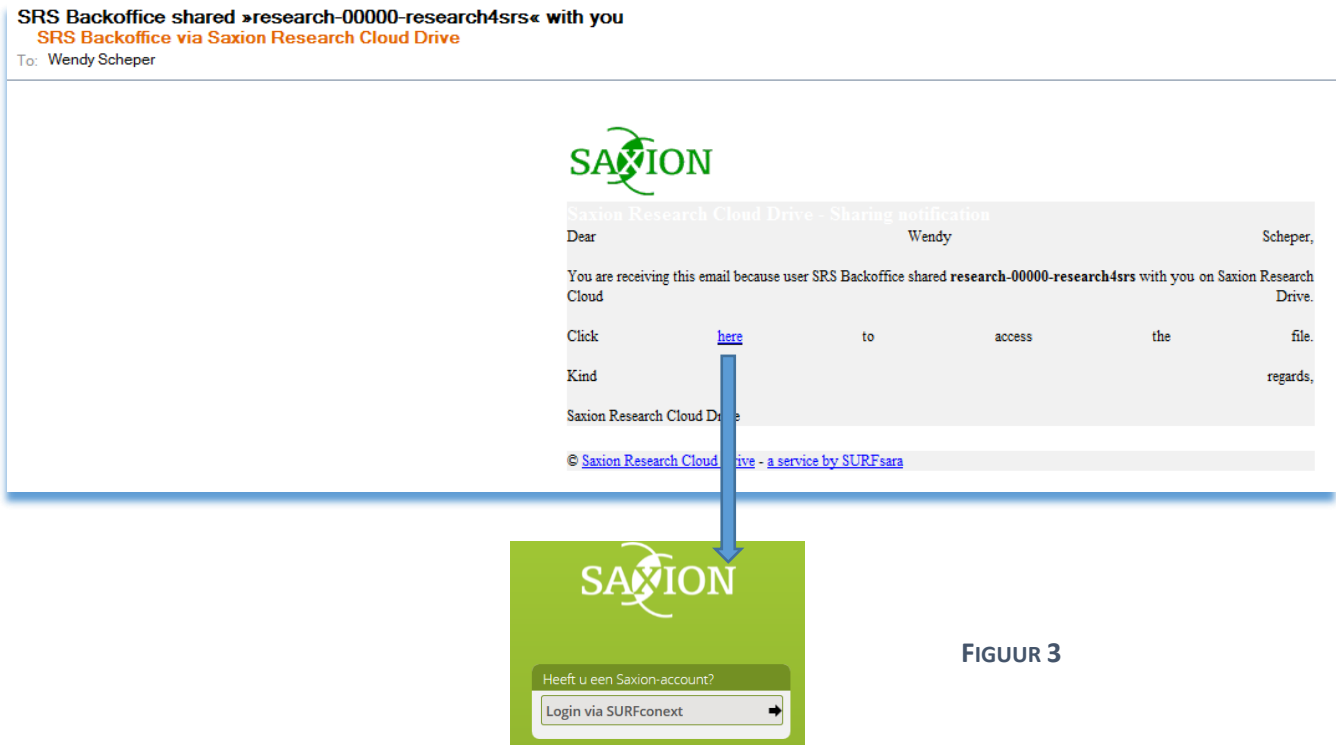 SRS Backoffice shared »research-00000-research4srs« with you
SRS Backoffice via Saxion Research Cloud Drive
To: Wendy Scheper
SAXION
Saxion Research Cloud Drive - Sharing notification
Dear Wendy Scheper,
You are receiving this email because user SRS Backoffice shared research-00000-research4srs with you on Saxion Research
Cloud Drive.
Click here to access the file.
Kind regards,
Saxion Research Cloud Drive
© Saxion Research Cloud Drive - a service by SURFsara
SAXION
FIGUUR 3
Heeft u een Saxion-account?
Login via SURFconext